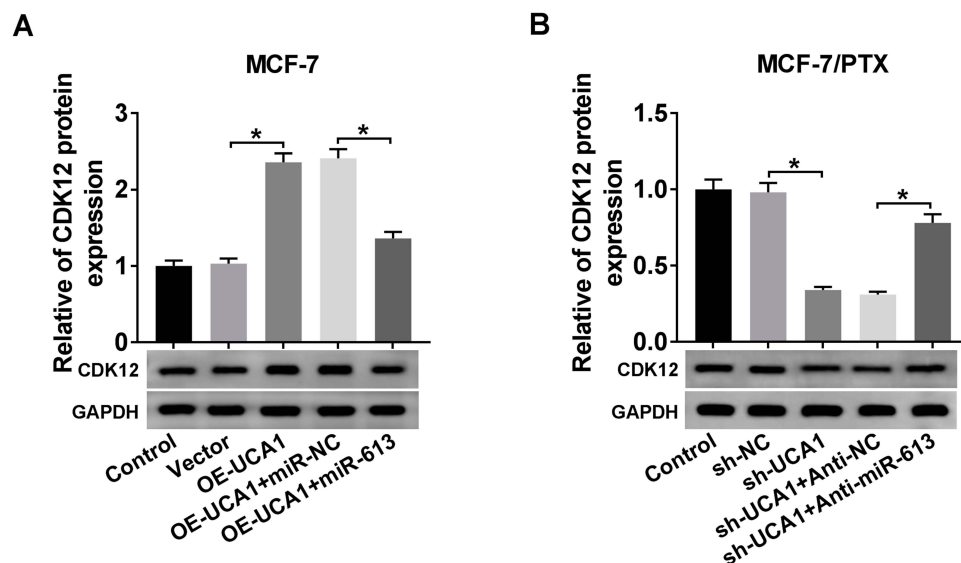 A
MCF-7
Relative of CDK12 protein
expression
3
2
1
0
*
*
CDK12
GAPDH
Control
Vector
OE-UCA1
OE-UCA1+miR-NC
OE-UCA1+miR-613
B
MCF-7/PTX
Relative of CDK12 protein
expression
1.5
1.0
0.5
0.0
*
*
CDK12
GAPDH
Control
sh-NC
sh-UCA1
sh-UCA1+Anti-NC
sh-UCA1+Anti-miR-613